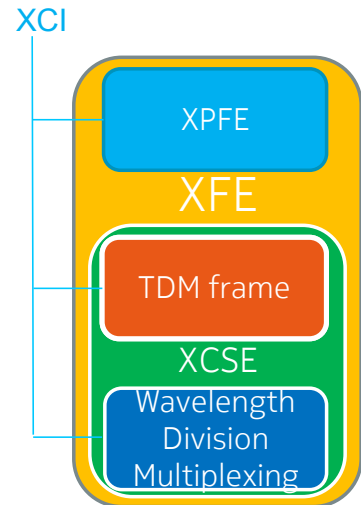 XCI
XPFE
XFE
TDM frame
XCSE
Wavelength
Division
Multiplexing